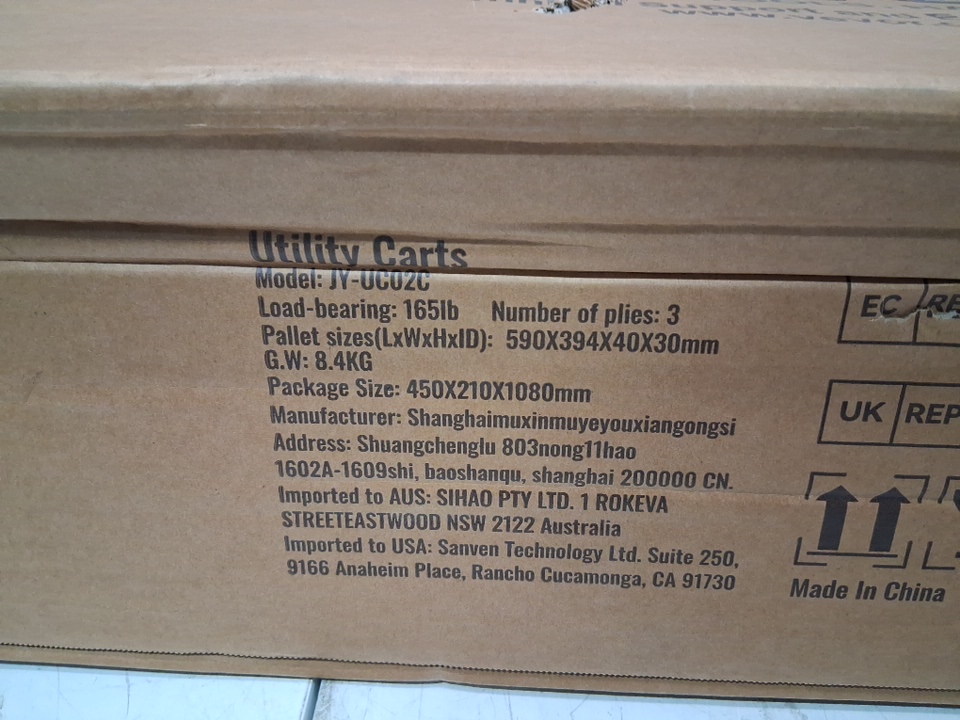 Utility Carts
Model: JY-UC02C
Load-bearing: 165lb Number of plies: 3
Pallet sizes(LxWxHxID): 590X394X40X30mm
G.W: 8.4KG
Package Size: 450X210X1080mm
Manufacturer: Shanghaimuxinmuyeyouxiangongsi
Address: Shuangchenglu 803nong11hao
1602A-1609shi, baoshanqu, shanghai 200000 CN.
Imported to AUS: SIHAO PTY LTD. 1 ROKEVA
STREETEASTWOOD NSW 2122 Australia
Imported to USA: Sanven Technology Ltd. Suite 250,
9166 Anaheim Place, Rancho Cucamonga, CA 91730
EC RE
UK REP
Made In China